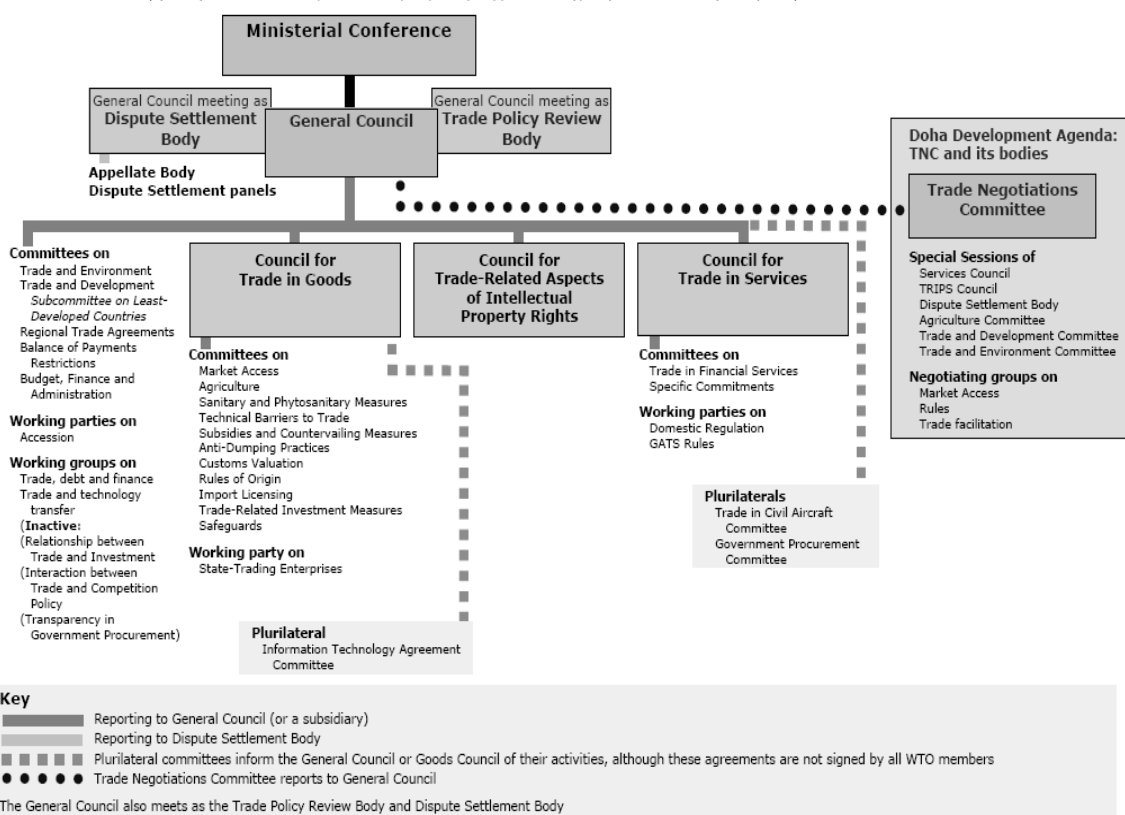 Ministerial Conference
General Council meeting as
Dispute Settlement
Body
General Council
General Council meeting as
Trade Policy Review
Body
Appellate Body
Dispute Settlement panels
Doha Development Agenda:
TNC and its bodies
Trade Negotiations
Committee
Special Sessions of
Services Council
TRIPS Council
Dispute Settlement Body
Agriculture Committee
Trade and Development Committee
Trade and Environment Committee
Negotiating groups on
Market Access
Rules
Trade facilitation
Committees on
Trade and Environment
Trade and Development
Subcommittee on Least-
Developed Countries
Regional Trade Agreements
Balance of Payments
Restrictions
Budget, Finance and
Administration
Working parties on
Accession
Working groups on
Trade, debt and finance
Trade and technology
transfer
(Inactive:
(Relationship between
Trade and Investment
(Interaction between
Trade and Competition
Policy
(Transparency in
Government Procurement)
Council for
Trade in Goods
Committees on
Market Access
Agriculture
Sanitary and Phytosanitary Measures
Technical Barriers to Trade
Subsidies and Countervailing Measures
Anti-Dumping Practices
Customs Valuation
Rules of Origin
Import Licensing
Trade-Related Investment Measures
Safeguards
Working party on
State-Trading Enterprises
Plurilateral
Information Technology Agreement
Committee
Council for
Trade-Related Aspects
of Intellectual
Property Rights
Council for
Trade in Services
Committees on
Trade in Financial Services
Specific Commitments
Working parties on
Domestic Regulation
GATS Rules
Plurilaterals
Trade in Civil Aircraft
Committee
Government Procurement
Committee
Key
Reporting to General Council (or a subsidiary)
Reporting to Dispute Settlement Body
Plurilateral committees inform the General Council or Goods Council of their activities, although these agreements are not signed by all WTO members
Trade Negotiations Committee reports to General Council
The General Council also meets as the Trade Policy Review Body and Dispute Settlement Body